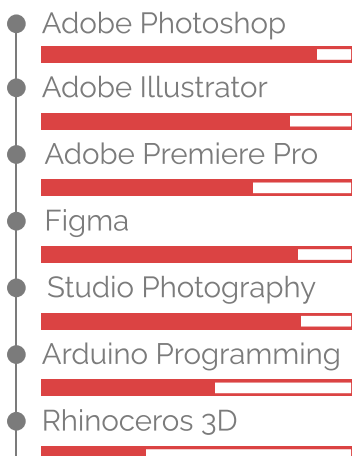 Adobe Photoshop
Adobe Illustrator
Adobe Premiere Pro
Figma
Studio Photography
Arduino Programming
Rhinoceros 3D